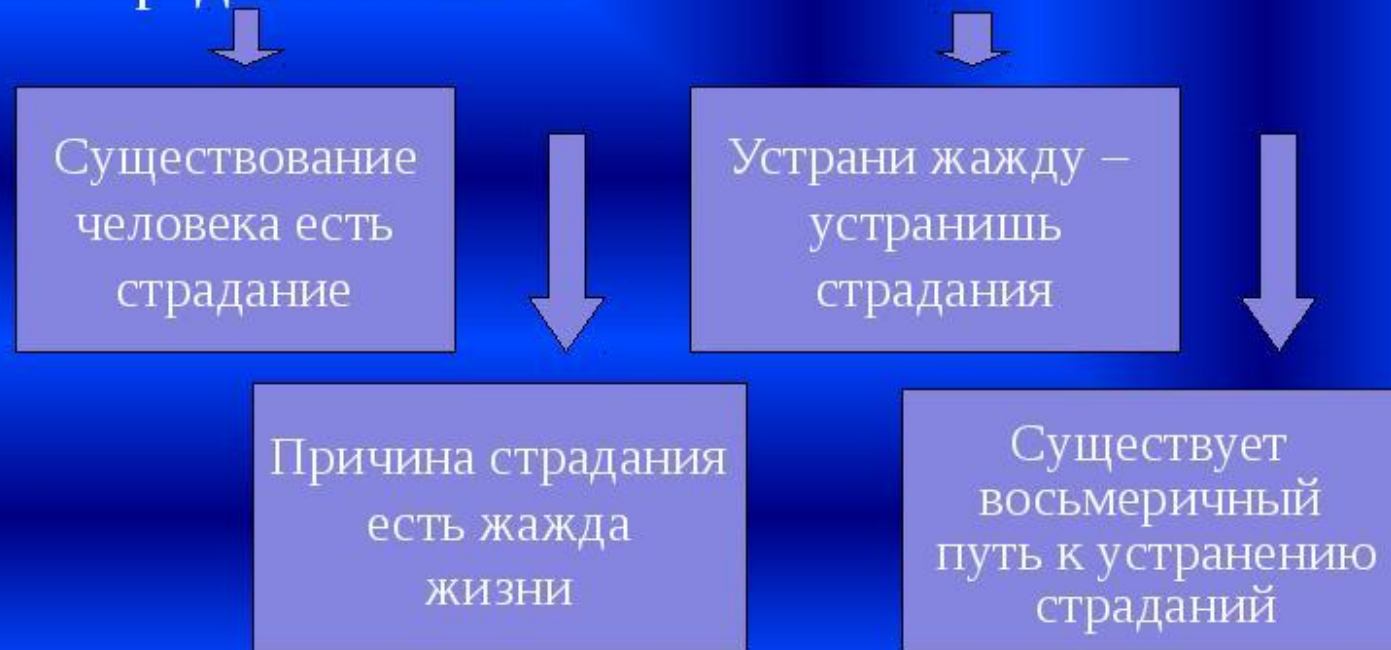 Существование
человека есть
страдание
Причина страдания
есть жажда
жизни
Устрани жажду –
устранишь
страдания
Существует
восьмеричный
путь к устранению
страданий